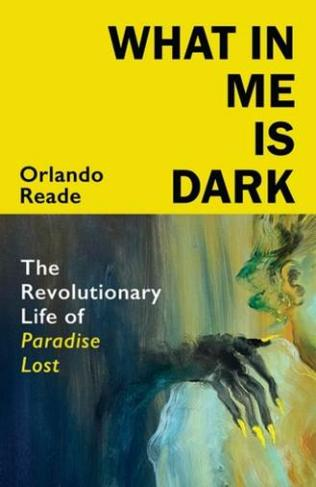 WHAT IN
ME
IS
DARK
Orlando
Reade
The
Revolutionary
Life of
Paradise
Lost